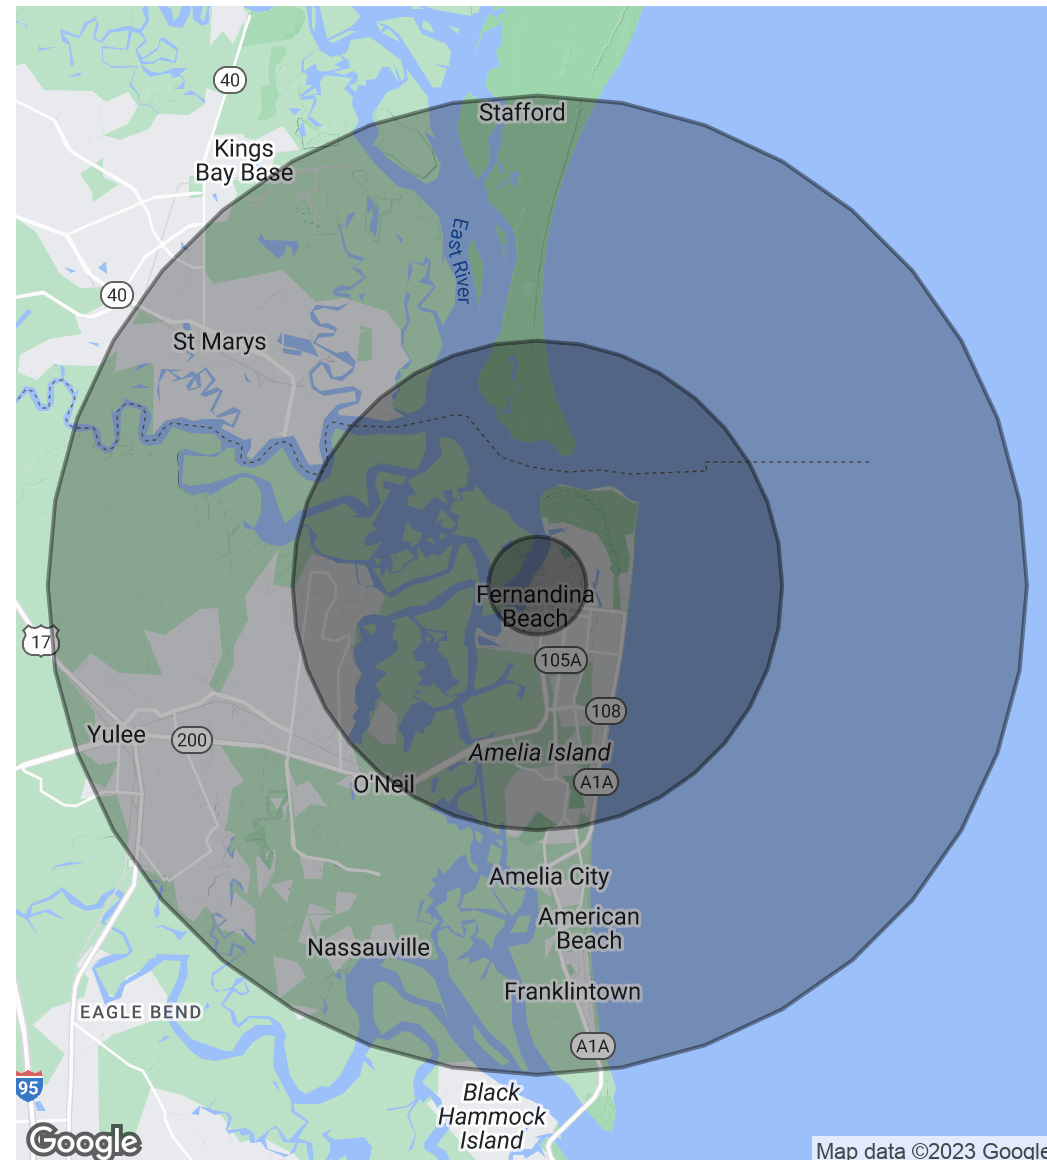 40
Stafford
Kings
Bay Base
East River
40
St Marys
Fernandina
Beach
17
105A
108
Yulee
200
Amelia Island
O'Neil
A1A
Amelia City
American
Beach
Nassauville
Franklintown
EAGLE BEND
A1A
95
Black
Hammock
Island
Google
Map data ©2023 Google